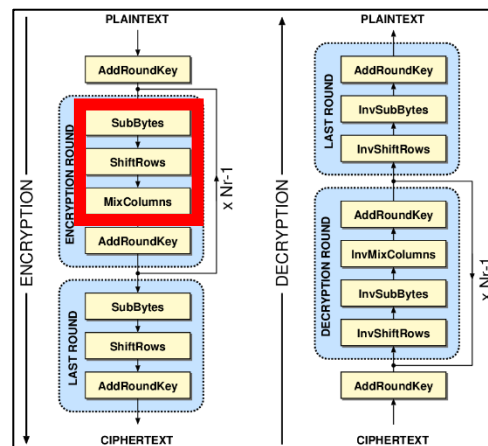 PLAINTEXT
AddRoundKey
ENCRYPTION ROUND
SubBytes
ShiftRows
MixColumns
AddRoundKey
x Nr-1
LAST ROUND
SubBytes
ShiftRows
AddRoundKey
CIPHERTEXT
ENCRYPTION
PLAINTEXT
LAST ROUND
AddRoundKey
InvSubBytes
InvShiftRows
DECRYPTION ROUND
AddRoundKey
InvMixColumns
InvSubBytes
InvShiftRows
x Nr-1
AddRoundKey
CIPHERTEXT
DECRYPTION